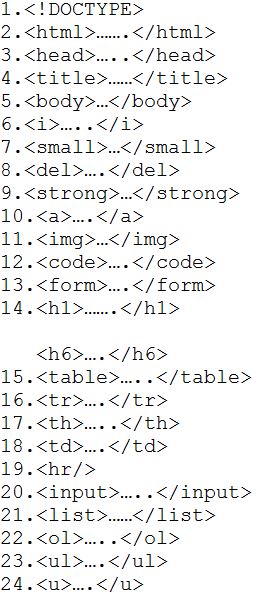 1.<!DOCTYPE>
2.<html>…….</html>
3.<head>…..</head>
4.<title>……</title>
5.<body>…</body>
6.<i>…..</i>
7.<small>…</small>
8.<del>….</del>
9.<strong>…</strong>
10.<a>….</a>
11.<img>…</img>
12.<code>….</code>
13.<form>….</form>
14.<h1>…….</h1>
<h6>….</h6>
15.<table>…..</table>
16.<tr>….</tr>
17.<th>…..</th>
18.<td>….</td>
19.<hr/>
20.<input>…..</input>
21.<list>……</list>
22.<ol>…..</ol>
23.<ul>….</ul>
24.<u>….</u>